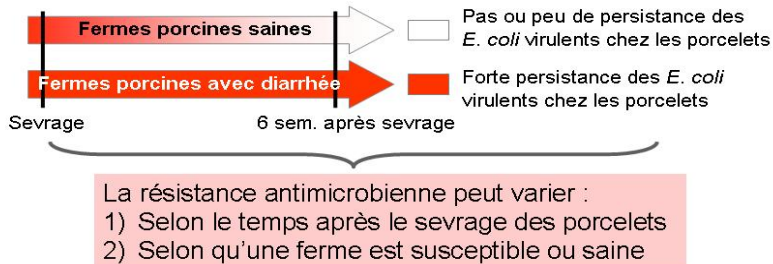 Fermes porcines saines
Pas ou peu de persistance des
E. coli virulents chez les porcelets
Fermes porcines avec diarrhée
Forte persistance des E. coli
virulents chez les porcelets
Sevrage
6 sem. après sevrage
La résistance antimicrobienne peut varier :
1) Selon le temps après le sevrage des porcelets
2) Selon qu'une ferme est susceptible ou saine